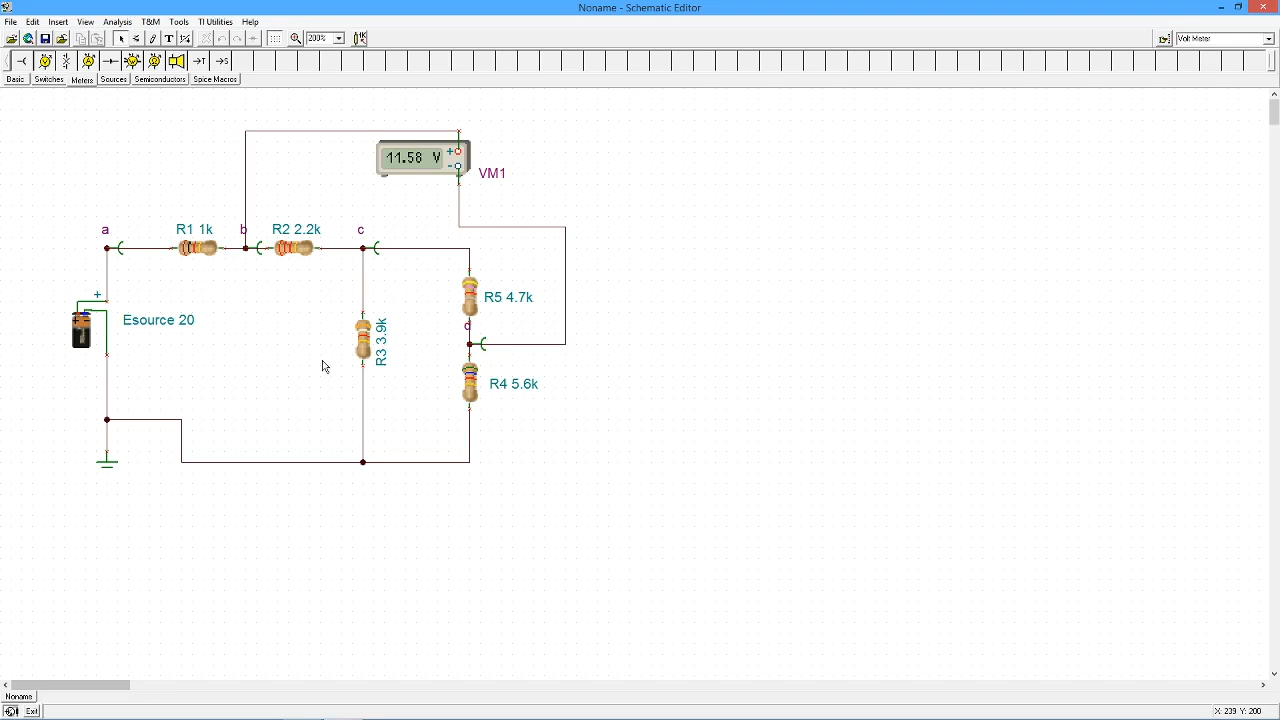 Noname - Schematic Editor
File Edit Insert View Analysis T&M Tools TI Utilities Help
T 200% Volt Meter
T S
Basic Switches Meters Sources Semiconductors Spice Macros
11.58 V + -
VM1
a R1 1k b R2 2.2k c
+
Esource 20
R5 4.7k
d
R3 3.9k
R4 5.6k
Noname
Exit X: 239 Y: 200